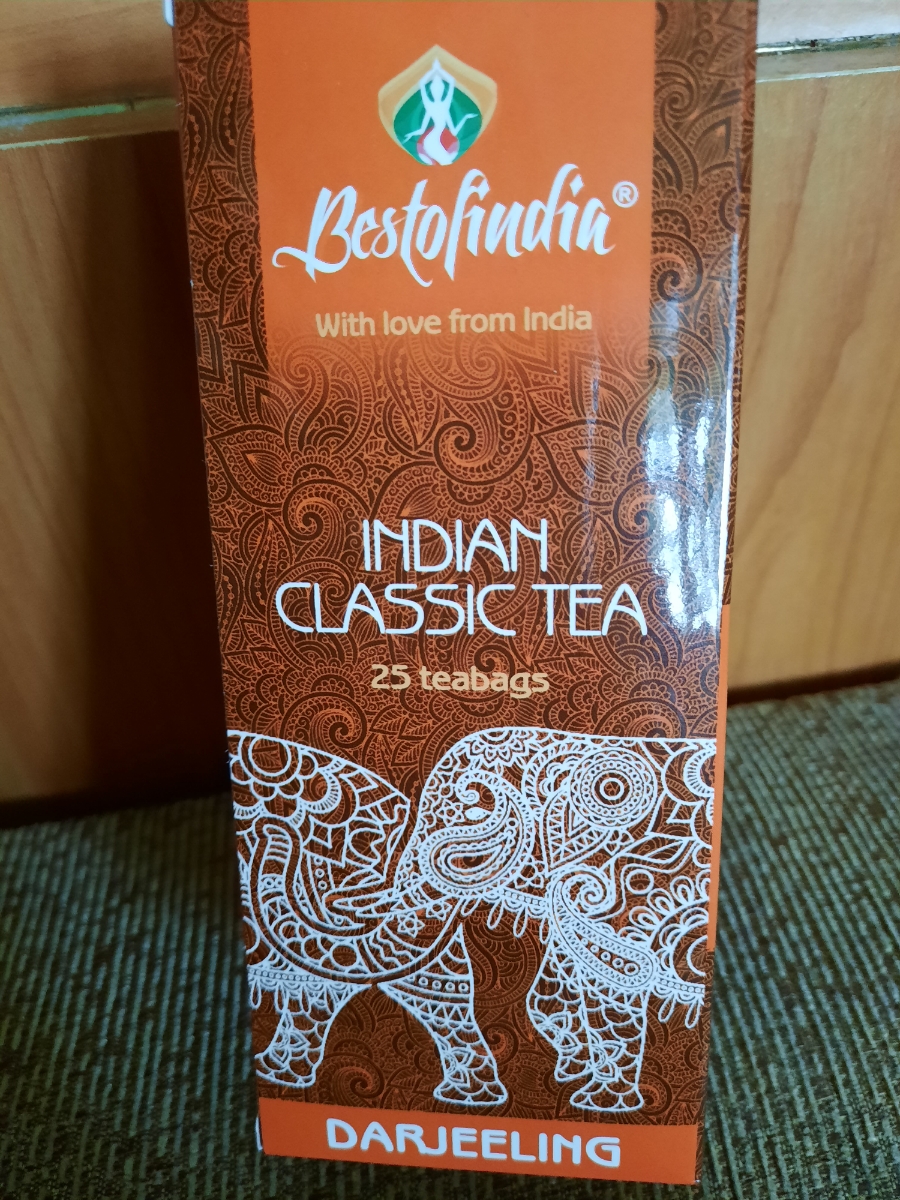 Bestofindia®
With love from India
INDIAN
CLASSIC TEA
25 teabags
DARJEELING